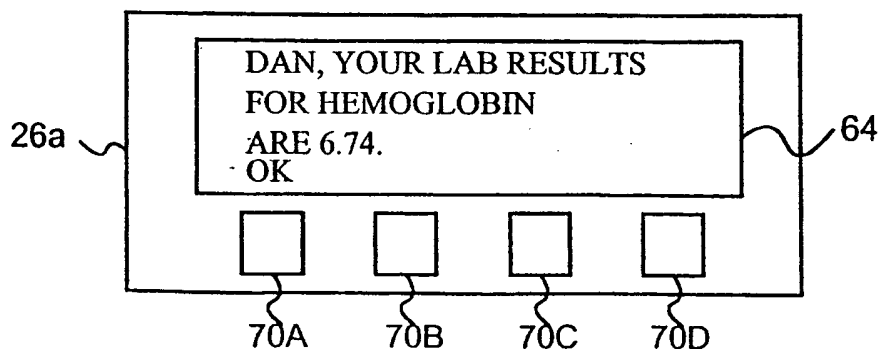 DAN, YOUR LAB RESULTS
FOR HEMOGLOBIN
ARE 6.74.
OK
26a
64
70A 70B 70C 70D